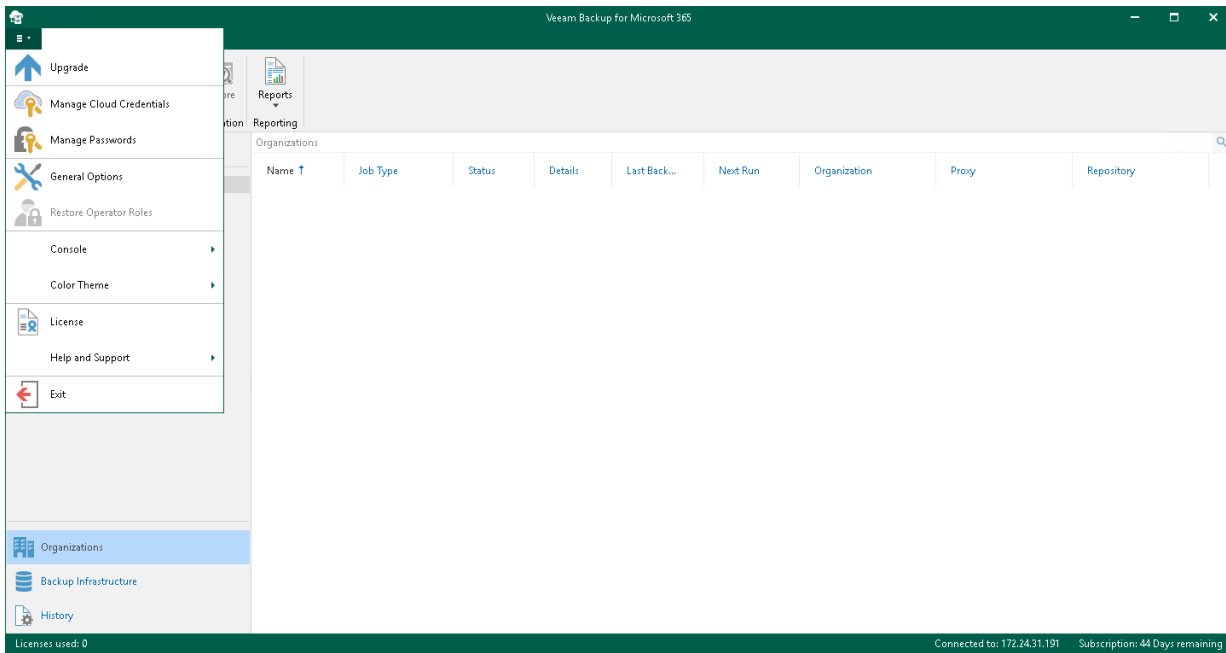 Veeam Backup for Microsoft 365
Upgrade
Manage Cloud Credentials
Manage Passwords
General Options
Restore Operator Roles
Console
Color Theme
License
Help and Support
Exit
Reports
Reporting
Organizations
Name ↑ Job Type Status Details Last Back... Next Run Organization Proxy Repository
Organizations
Backup Infrastructure
History
Licenses used: 0 Connected to: 172.24.31.191 Subscription: 44 Days remaining